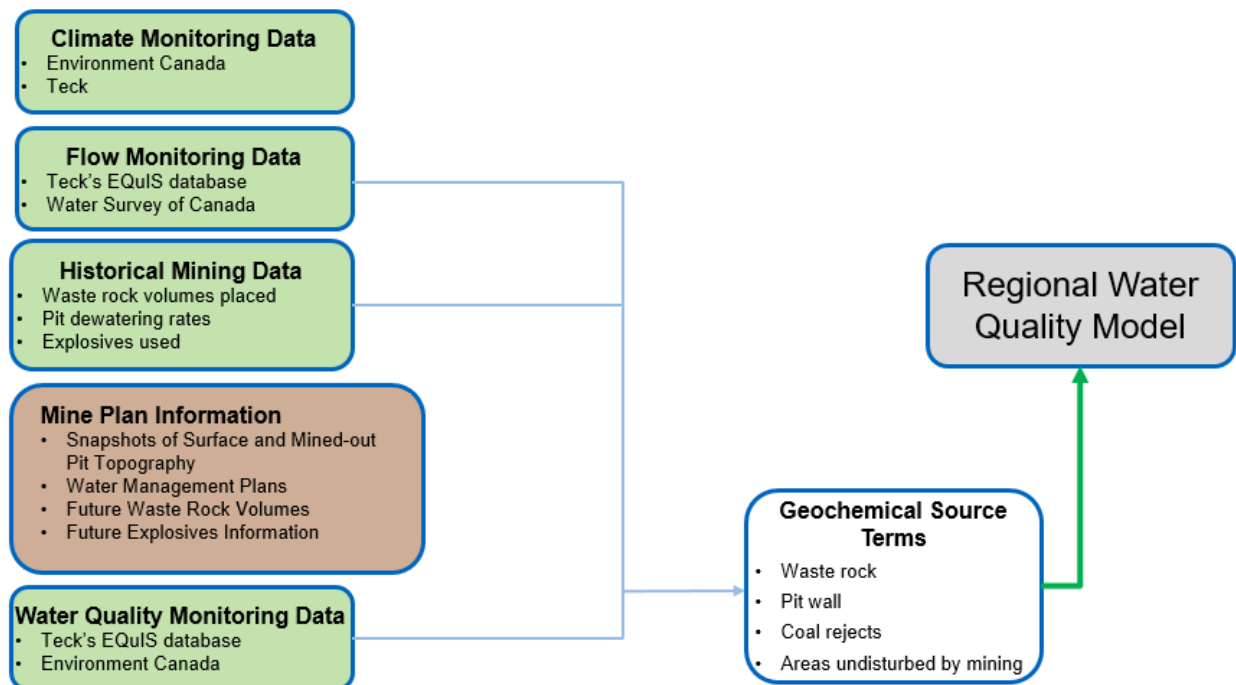 Climate Monitoring Data
• Environment Canada
• Teck
Flow Monitoring Data
• Teck's EQuIS database
• Water Survey of Canada
Historical Mining Data
• Waste rock volumes placed
• Pit dewatering rates
• Explosives used
Mine Plan Information
• Snapshots of Surface and Mined-out
Pit Topography
• Water Management Plans
• Future Waste Rock Volumes
• Future Explosives Information
Water Quality Monitoring Data
• Teck's EQuIS database
• Environment Canada
Geochemical Source
Terms
• Waste rock
• Pit wall
• Coal rejects
• Areas undisturbed by mining
Regional Water
Quality Model